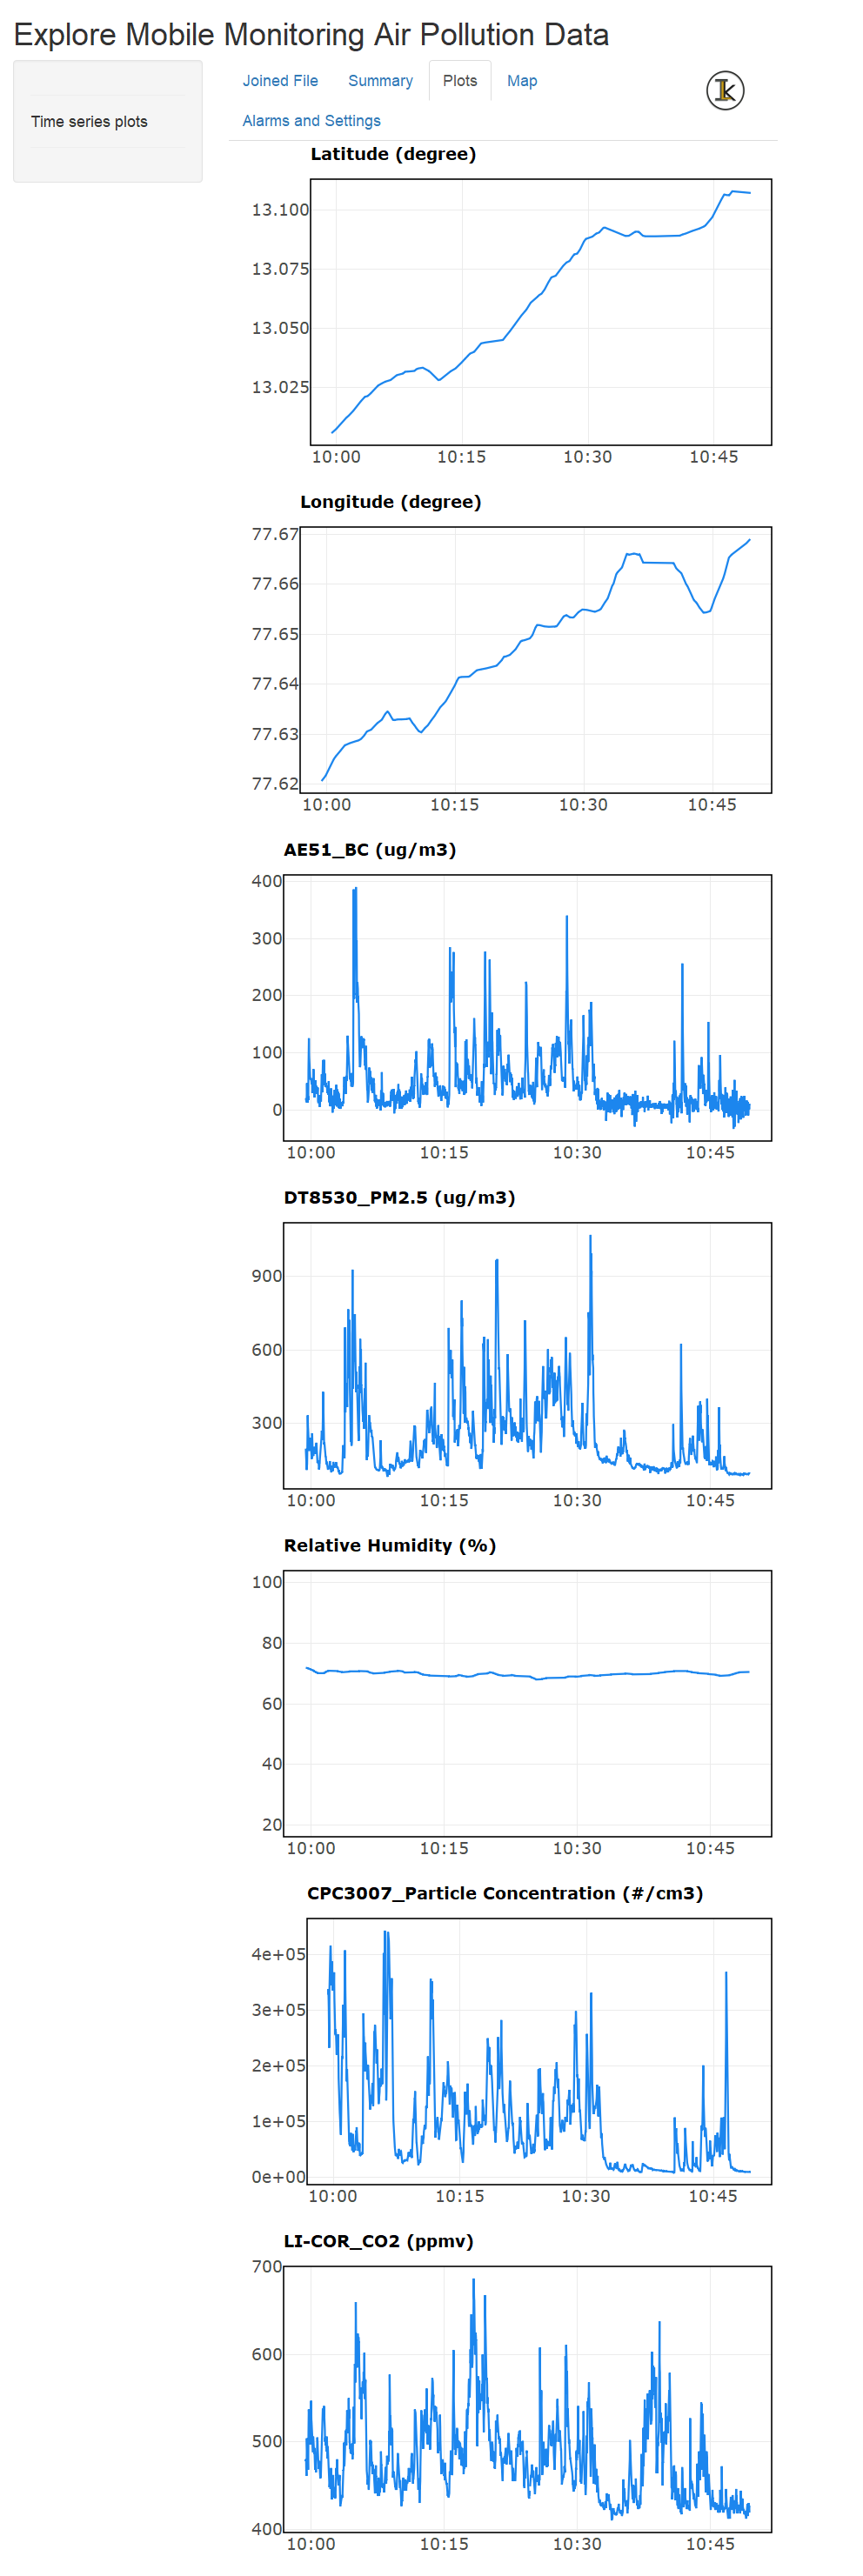 Explore Mobile Monitoring Air Pollution Data
Time series plots
Joined File Summary Plots Map
Alarms and Settings
Ik
Latitude (degree)
13.100
13.075
13.050
13.025
10:00 10:15 10:30 10:45
Longitude (degree)
77.67
77.66
77.65
77.64
77.63
77.62
10:00 10:15 10:30 10:45
AE51_BC (ug/m3)
400
300
200
100
0
10:00 10:15 10:30 10:45
DT8530_PM2.5 (ug/m3)
900
600
300
10:00 10:15 10:30 10:45
Relative Humidity (%)
100
80
60
40
20
10:00 10:15 10:30 10:45
CPC3007_Particle Concentration (#/cm3)
4e+05
3e+05
2e+05
1e+05
0e+00
10:00 10:15 10:30 10:45
LI-COR_CO2 (ppmv)
700
600
500
400
10:00 10:15 10:30 10:45